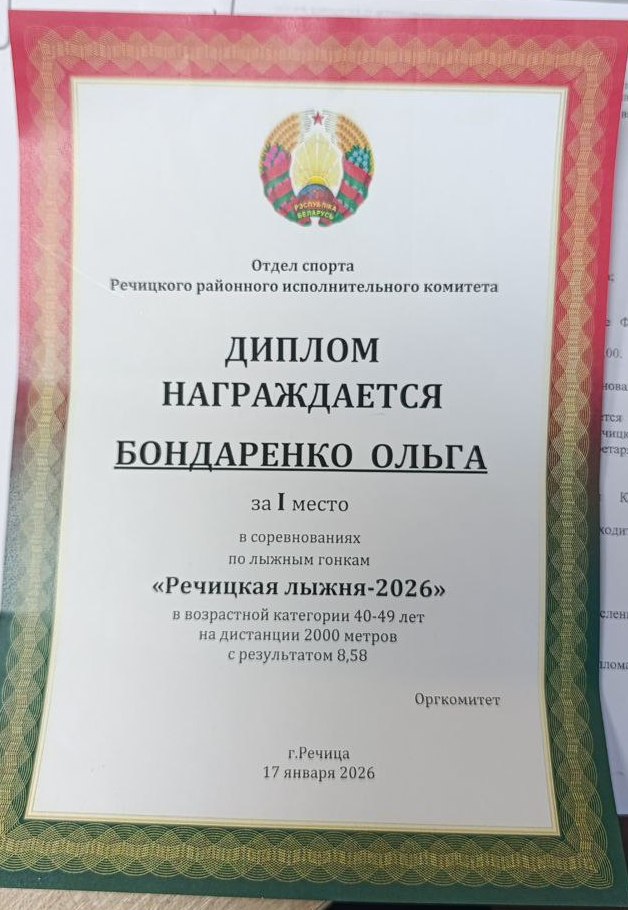 РЭСПУБЛІКА
БЕЛАРУСЬ
Отдел спорта
Речицкого районного исполнительного комитета
ДИПЛОМ
НАГРАЖДАЕТСЯ
БОНДАРЕНКО ОЛЬГА
за I место
в соревнованиях
по лыжным гонкам
«Речицкая лыжня-2026»
в возрастной категории 40-49 лет
на дистанции 2000 метров
с результатом 8,58
Оргкомитет
г.Речица
17 января 2026